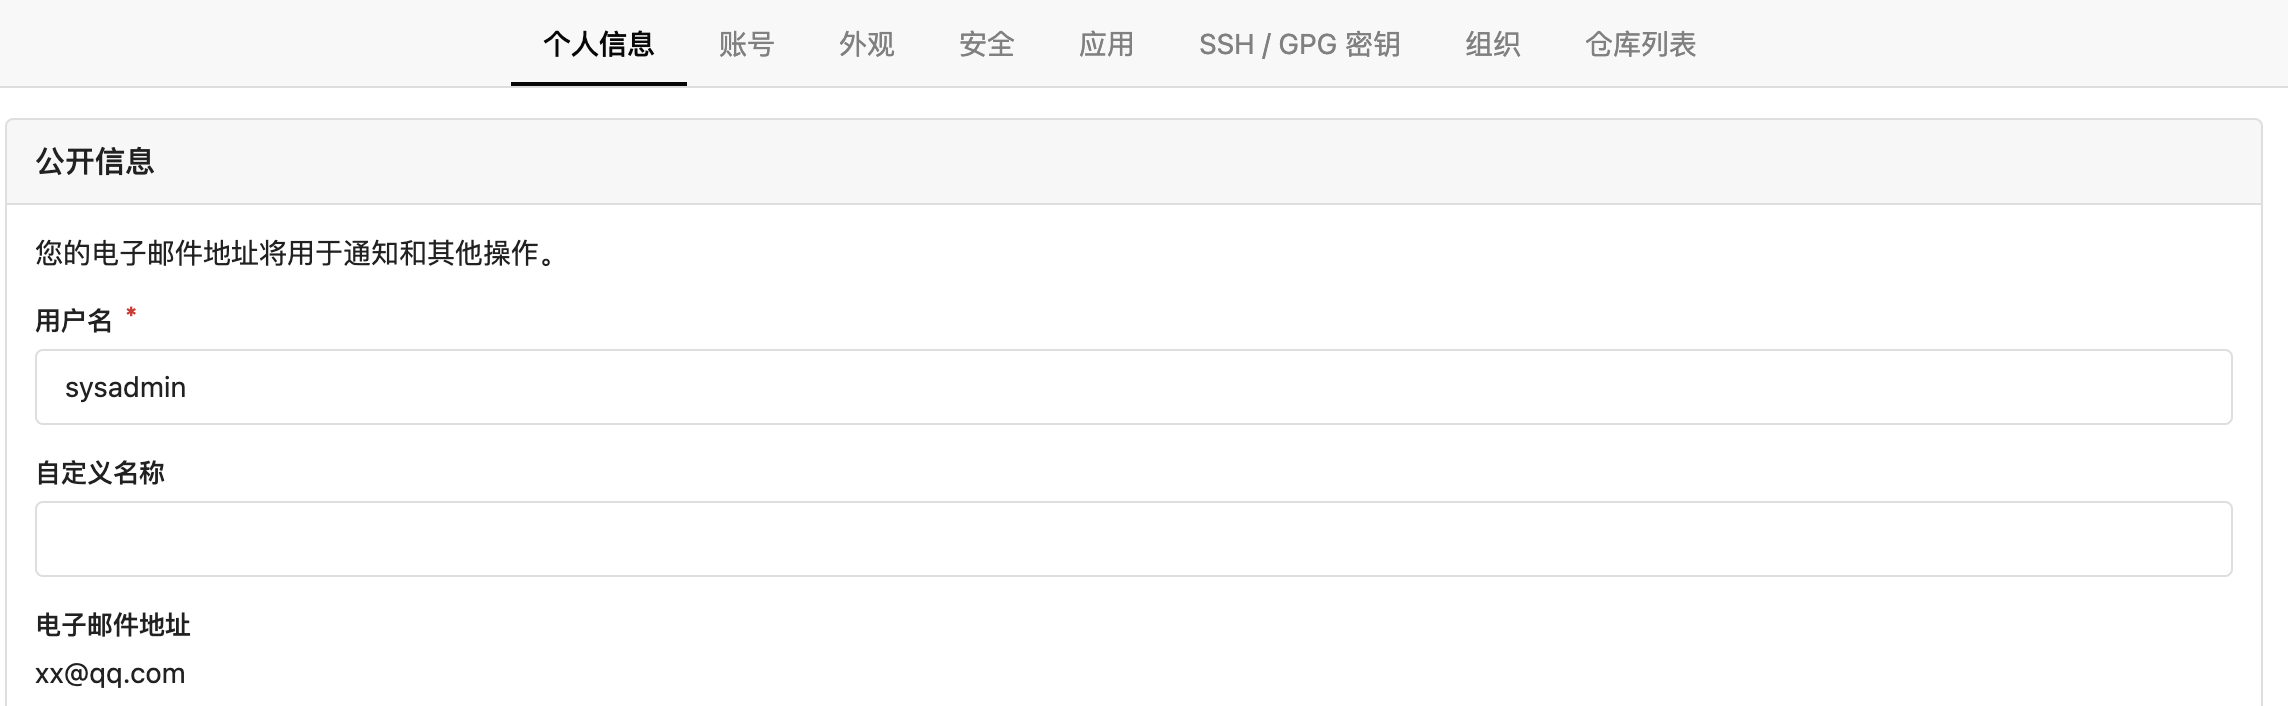 个人信息 账号 外观 安全 应用 SSH / GPG 密钥 组织 仓库列表
公开信息
您的电子邮件地址将用于通知和其他操作。
用户名 *
sysadmin
自定义名称
电子邮件地址
xx@qq.com